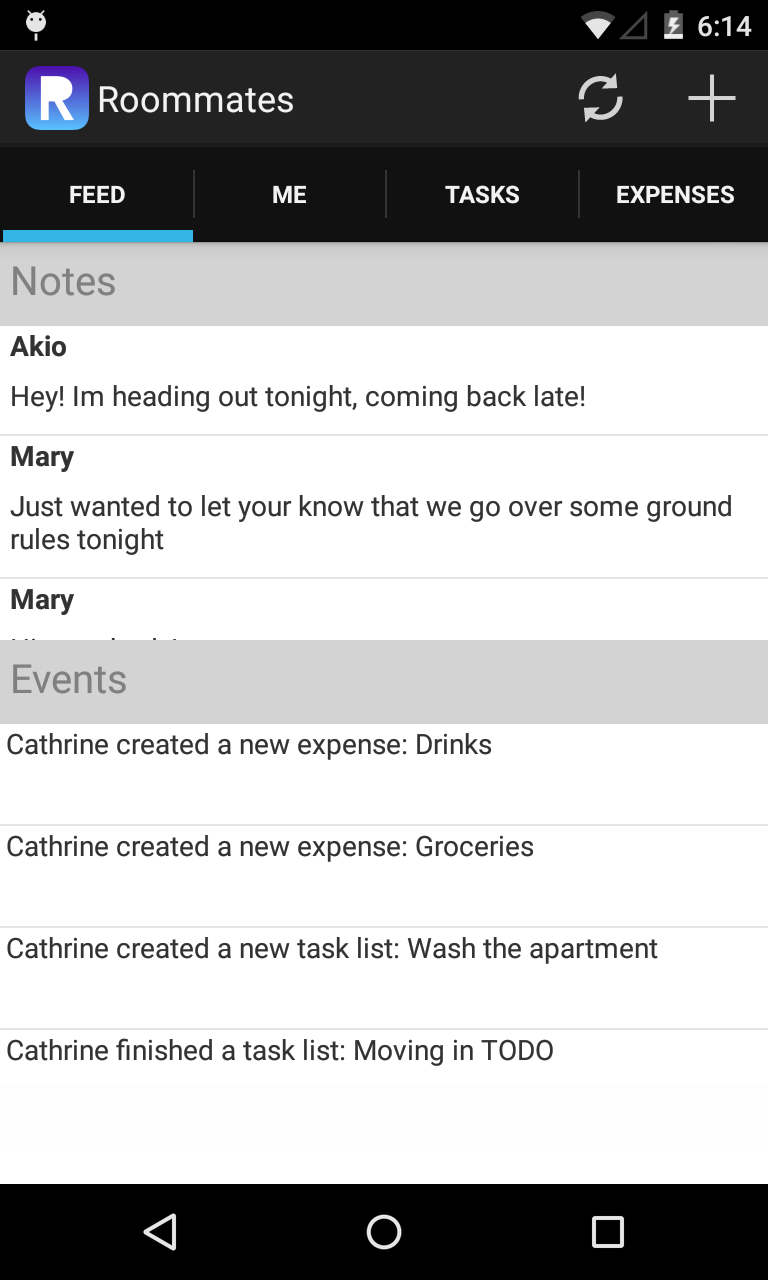 6:14
R Roommates
FEED ME TASKS EXPENSES
Notes
Akio
Hey! Im heading out tonight, coming back late!
Mary
Just wanted to let your know that we go over some ground
rules tonight
Mary
Events
Cathrine created a new expense: Drinks
Cathrine created a new expense: Groceries
Cathrine created a new task list: Wash the apartment
Cathrine finished a task list: Moving in TODO